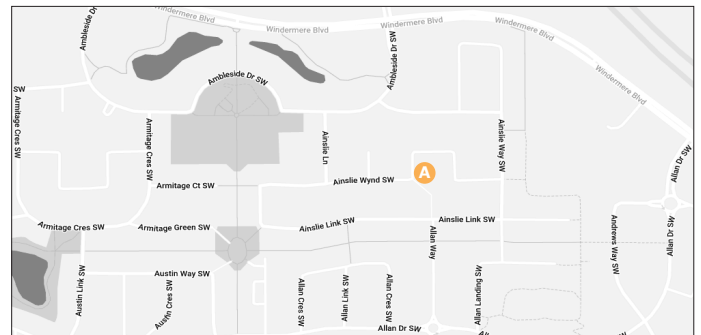 Windermere Blvd
Windermere Blvd
Windermere Blvd
Windermere Blvd
Windermere Blvd
Ambleside Dr
Ambleside Dr SW
Ambleside Dr SW
SW
Armitage Cres SW
Armitage Cres SW
Ainslie Ln
Ainslie Way SW
Allan Dr SW
A
Ainslie Wynd SW
Armitage Ct SW
Armitage Cres SW
Armitage Green SW
Ainslie Link SW
Ainslie Link SW
Allan Way
Andrews Way SW
Allan Dr SW
Austin Link SW
Austin Way SW
Austin Cres SW
Allan Cres SW
Allan Link SW
Allan Cres SW
Allan Landing SW
Allan Dr SW